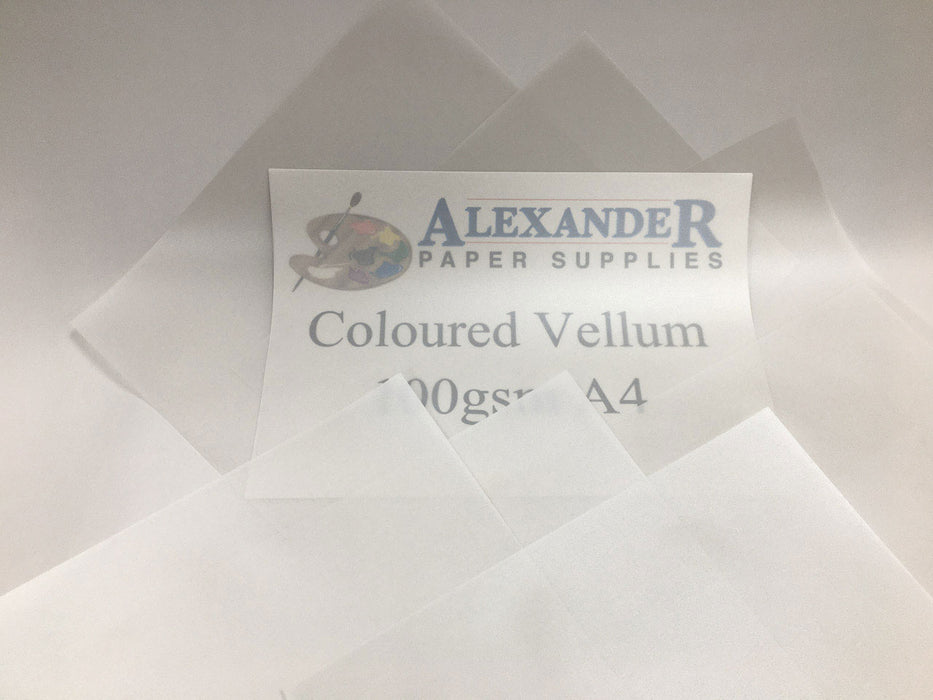 ALEXANDER
PAPER SUPPLIES
Coloured Vellum
100gsm A4